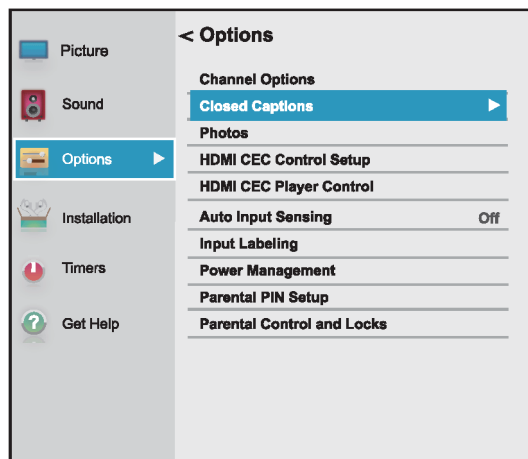 Picture
Sound
Options
Installation
Timers
Get Help
< Options
Channel Options
Closed Captions
Photos
HDMI CEC Control Setup
HDMI CEC Player Control
Auto Input Sensing Off
Input Labeling
Power Management
Parental PIN Setup
Parental Control and Locks